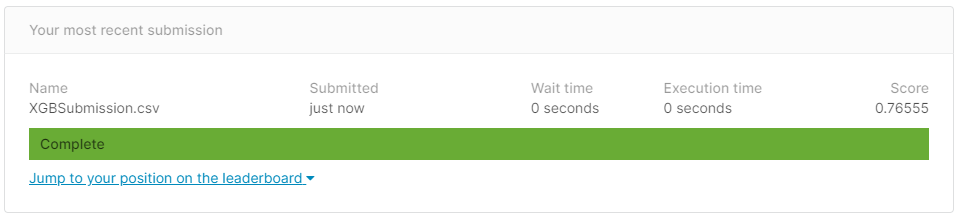 Your most recent submission
Name Submitted Wait time Execution time Score
XGBSubmission.csv just now 0 seconds 0 seconds 0.76555
Complete
Jump to your position on the leaderboard